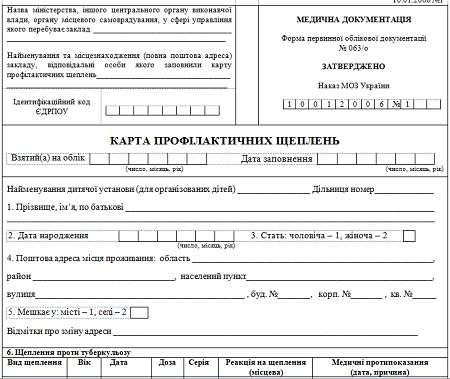 10.01.2006 №1
Назва міністерства, іншого центрального органу виконавчої
влади, органу місцевого самоврядування, у сфері управління
якого перебуває заклад
Найменування та місцезнаходження (повна поштова адреса)
закладу, відповідальні особи якого заповнили карту
профілактичних щеплень
Ідентифікаційний код
ЄДРПОУ
МЕДИЧНА ДОКУМЕНТАЦІЯ
Форма первинної облікової документації
№ 063/о
ЗАТВЕРДЖЕНО
Наказ МОЗ України
1 0 0 1 2 0 0 6 № 1
КАРТА ПРОФІЛАКТИЧНИХ ЩЕПЛЕНЬ
Взятий(а) на облік Дата заповнення
(число, місяць, рік) (число, місяць, рік)
Найменування дитячої установи (для організованих дітей) Дільниця номер
1. Прізвище, ім’я, по батькові
2. Дата народження 3. Стать: чоловіча – 1, жіноча – 2
(число, місяць, рік)
4. Поштова адреса місця проживання: область ,
район , населений пункт ,
вулиця , буд. № , корп. № , кв. №
5. Мешкає у: місті – 1, селі – 2
Відмітки про зміну адреси
6. Щеплення проти туберкульозу
Вид щеплення Вік Дата Доза Серія Реакція на щеплення Медичні протипоказання
(місцева) (дата, причина)